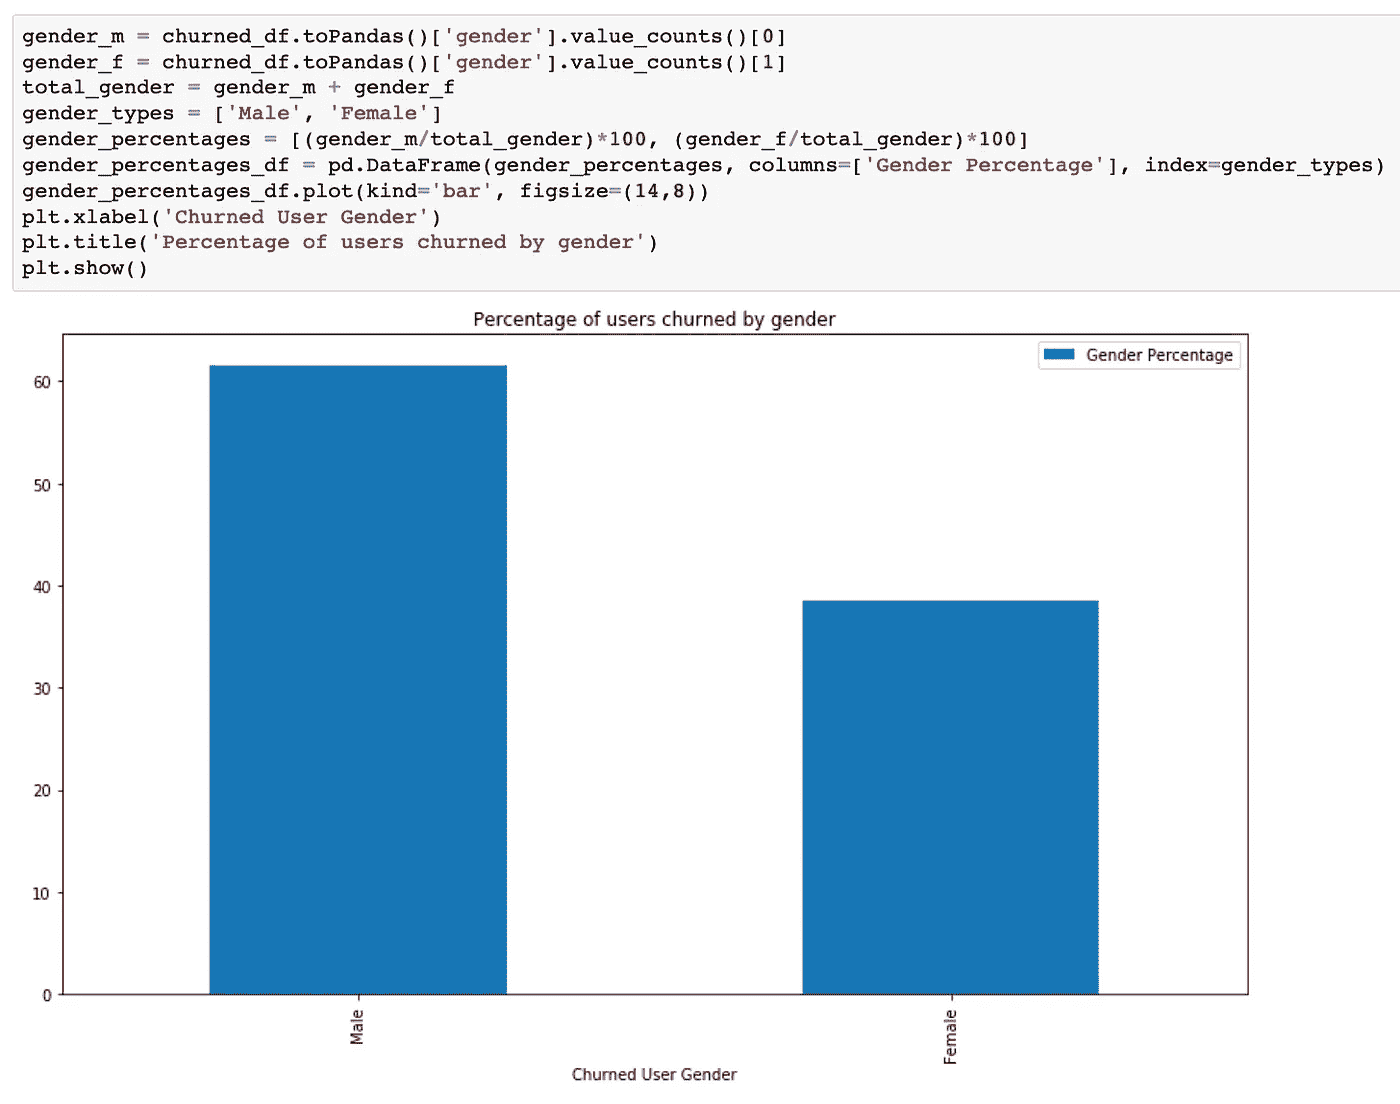 gender_m = churned_df.toPandas()['gender'].value_counts()[0]
gender_f = churned_df.toPandas()['gender'].value_counts()[1]
total_gender = gender_m + gender_f
gender_types = ['Male', 'Female']
gender_percentages = [(gender_m/total_gender)*100, (gender_f/total_gender)*100]
gender_percentages_df = pd.DataFrame(gender_percentages, columns=['Gender Percentage'], index=gender_types)
gender_percentages_df.plot(kind='bar', figsize=(14,8))
plt.xlabel('Churned User Gender')
plt.title('Percentage of users churned by gender')
plt.show()
Percentage of users churned by gender
Gender Percentage
60
50
40
30
20
10
0
Male
Female
Churned User Gender